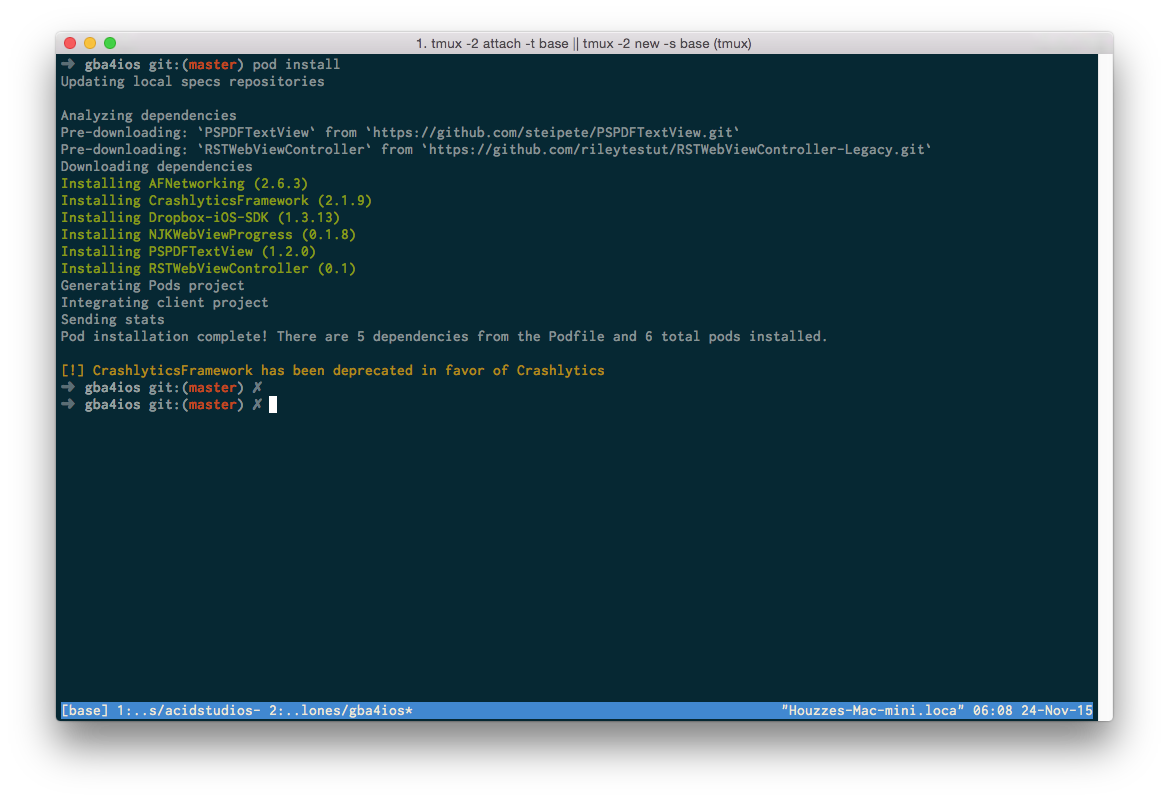 1. tmux -2 attach -t base || tmux -2 new -s base (tmux)
➜ gba4ios git:(master) pod install
Updating local specs repositories
Analyzing dependencies
Pre-downloading: `PSPDFTextView` from `https://github.com/steipete/PSPDFTextView.git`
Pre-downloading: `RSTWebViewController` from `https://github.com/rileytestut/RSTWebViewController-Legacy.git`
Downloading dependencies
Installing AFNetworking (2.6.3)
Installing CrashlyticsFramework (2.1.9)
Installing Dropbox-iOS-SDK (1.3.13)
Installing NJKWebViewProgress (0.1.8)
Installing PSPDFTextView (1.2.0)
Installing RSTWebViewController (0.1)
Generating Pods project
Integrating client project
Sending stats
Pod installation complete! There are 5 dependencies from the Podfile and 6 total pods installed.
[!] CrashlyticsFramework has been deprecated in favor of Crashlytics
➜ gba4ios git:(master) ✗
➜ gba4ios git:(master) ✗
[base] 1:..s/acidstudios- 2:..lones/gba4ios* "Houzzes-Mac-mini.loca" 06:08 24-Nov-15